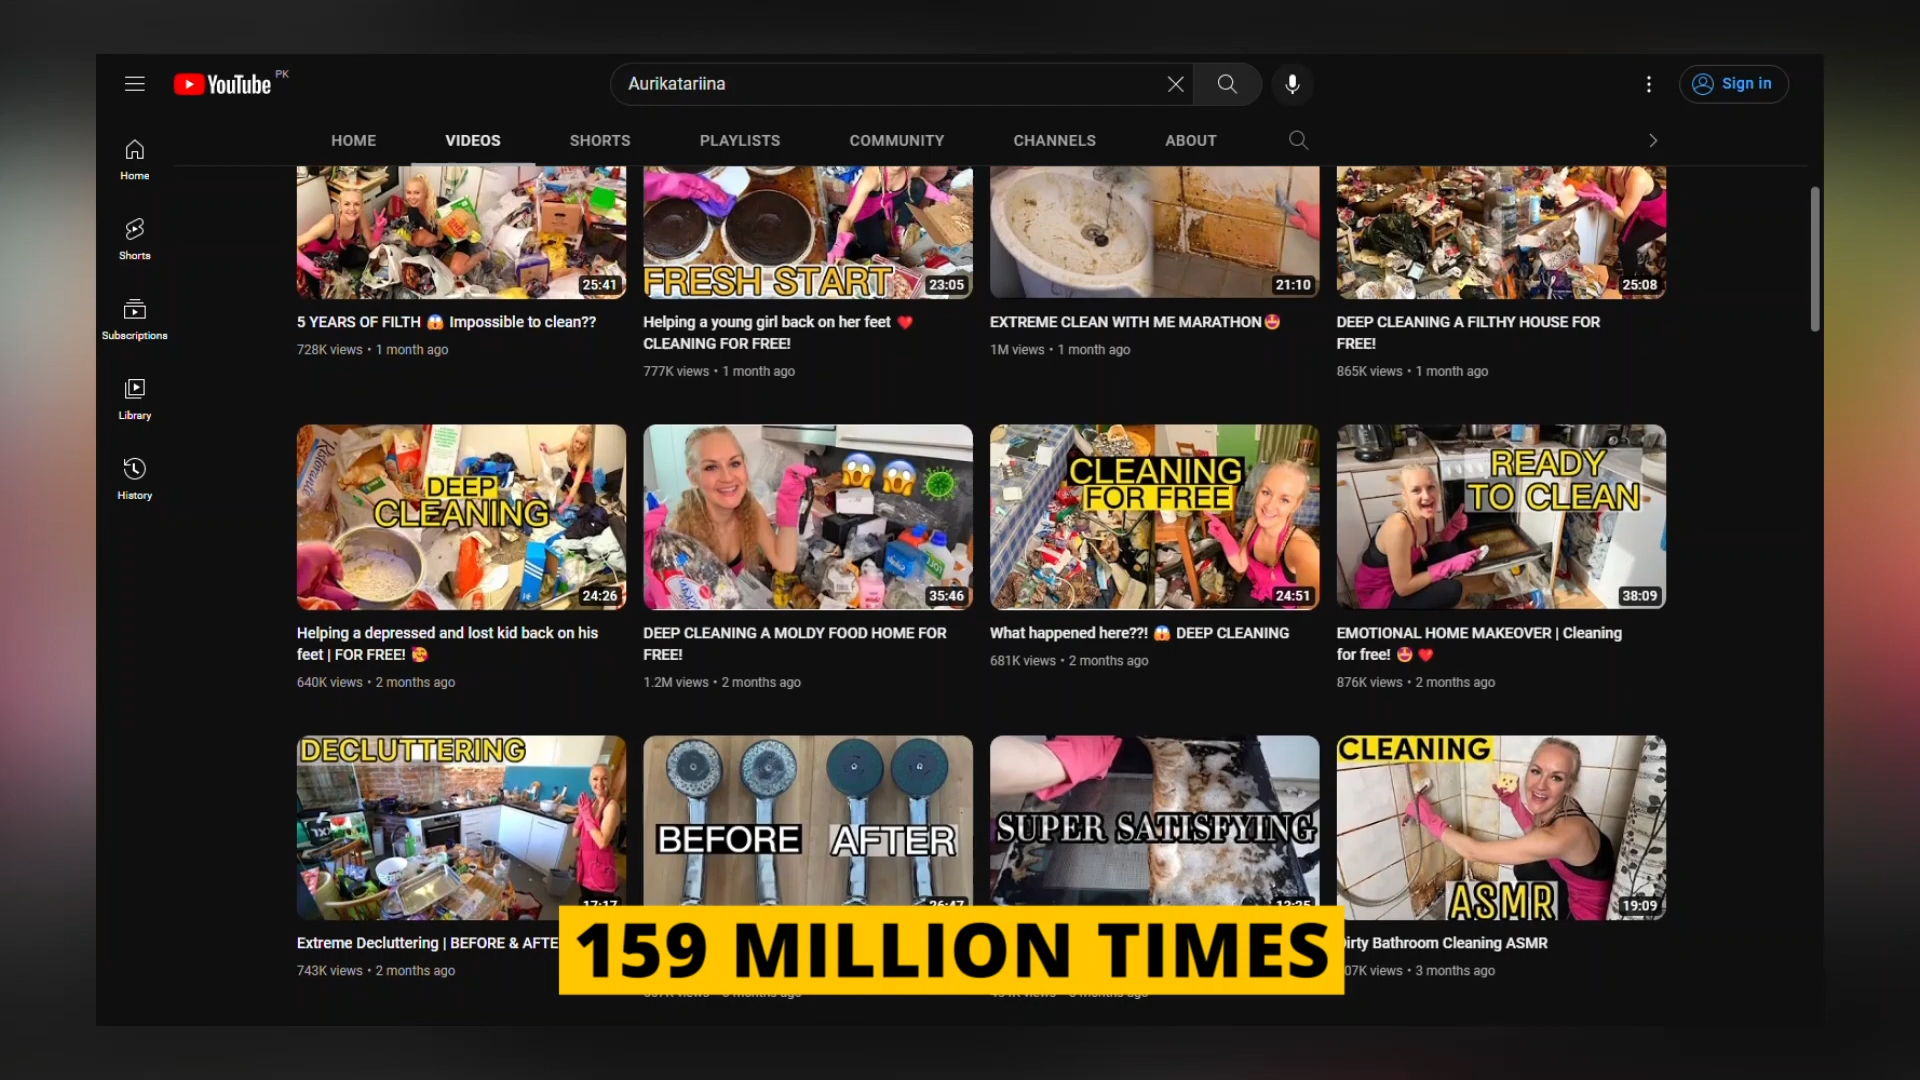 YouTube PK
Aurikatariina
Sign in
HOME VIDEOS SHORTS PLAYLISTS COMMUNITY CHANNELS ABOUT
Home
Shorts
Subscriptions
Library
History
25:41
FRESH START
23:05
21:10
25:08
5 YEARS OF FILTH 😱 Impossible to clean??
728K views • 1 month ago
Helping a young girl back on her feet ❤️
CLEANING FOR FREE!
777K views • 1 month ago
EXTREME CLEAN WITH ME MARATHON🤩
1M views • 1 month ago
DEEP CLEANING A FILTHY HOUSE FOR
FREE!
865K views • 1 month ago
DEEP
CLEANING
24:26
35:46
CLEANING
FOR FREE
24:51
READY
TO CLEAN
38:09
Helping a depressed and lost kid back on his
feet | FOR FREE! 🥰
640K views • 2 months ago
DEEP CLEANING A MOLDY FOOD HOME FOR
FREE!
1.2M views • 2 months ago
What happened here??! 😱 DEEP CLEANING
681K views • 2 months ago
EMOTIONAL HOME MAKEOVER | Cleaning
for free! 🤩 ❤️
876K views • 2 months ago
DECLUTTERING
BEFORE AFTER
SUPER SATISFYING
CLEANING
ASMR
19:09
Extreme Decluttering | BEFORE & AFTE
743K views • 2 months ago
159 MILLION TIMES
irty Bathroom Cleaning ASMR
07K views • 3 months ago